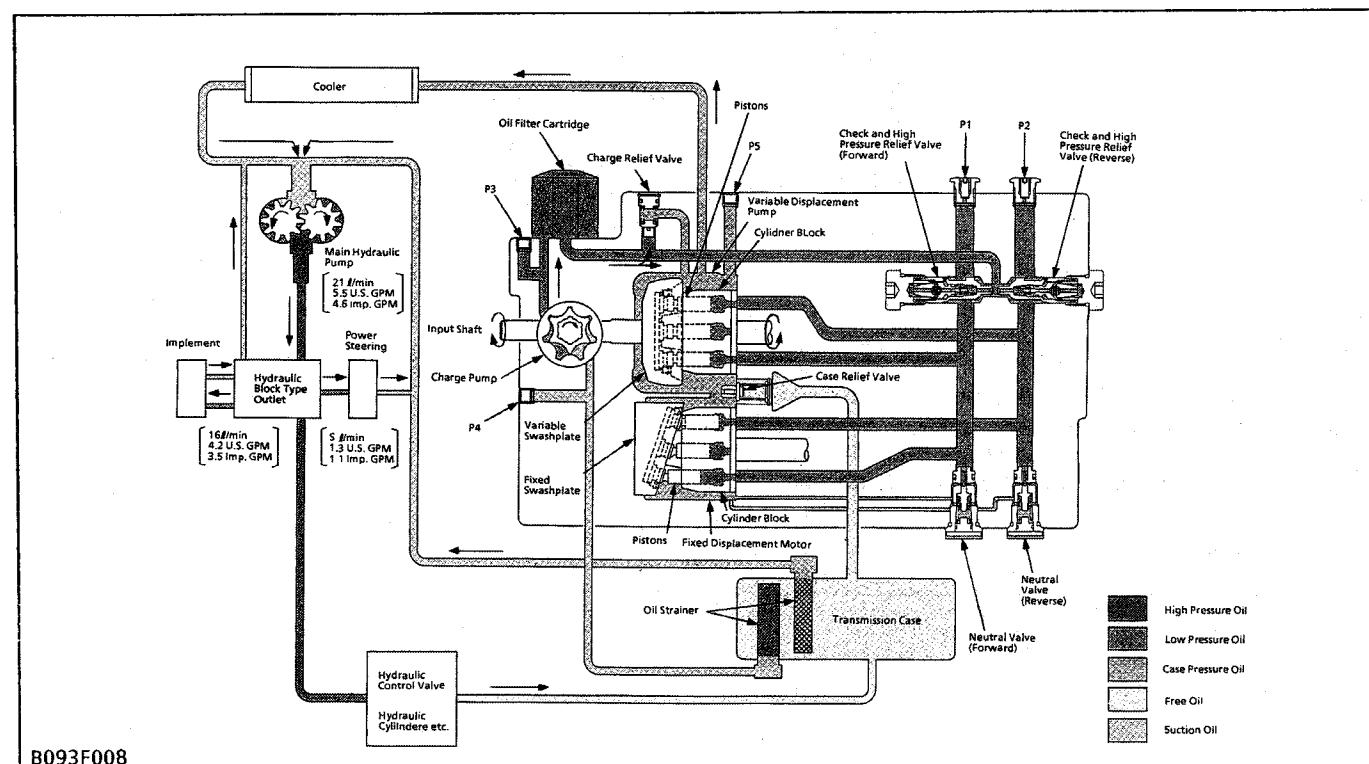 Cooler
Oil Filter Cartridge
Charge Relief Valve
Pistons
P5
Variable Displacement
Pump
Cylidner BLock
Check and High
Pressure Relief Valve
(Forward)
P1
P2
Check and High
Pressure Relief
Valve (Reverse)
P3
Main Hydraulic
Pump
21 ℓ/min
5.5 U.S. GPM
4.6 Imp. GPM
Input Shaft
Implement
Power
Steering
Hydraulic
Block Type
Outlet
Charge Pump
Case Relief Valve
P4
16ℓ/min
4.2 U.S. GPM
3.5 Imp. GPM
S ℓ/min
1.3 U.S. GPM
1 1 Imp. GPM
Variable
Swashplate
Fixed
Swashplate
Cylinder Block
Pistons
Fixed Displacement Motor
Oil Strainer
Transmission Case
Neutral
Valve
(Reverse)
Neutral Valve
(Forward)
Hydraulic
Control Valve
Hydraulic
Cylilndere etc.
High Pressure Oil
Low Pressure Oil
Case Pressure Oil
Free Oil
Suction Oil
B093F008